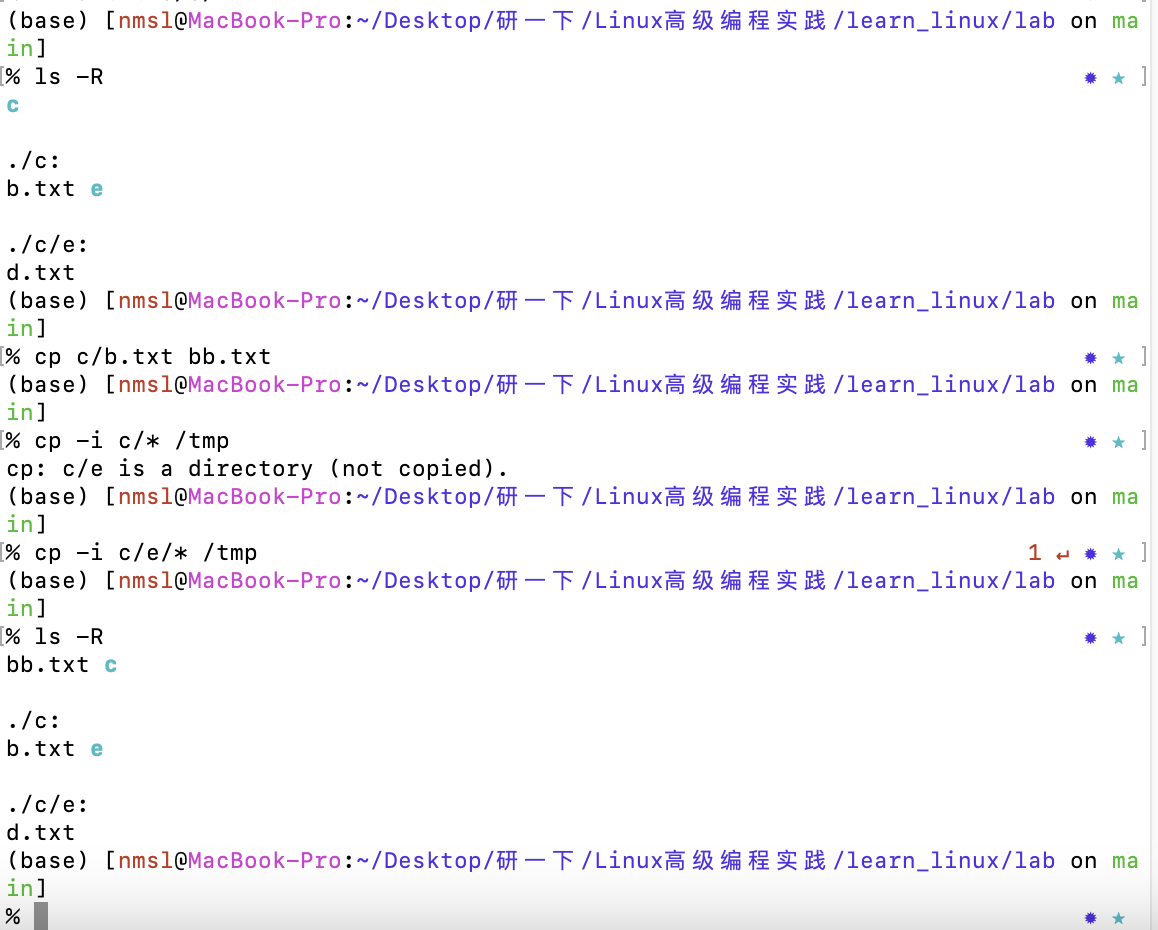 (base) [nmsl@MacBook-Pro:~/Desktop/研一下/Linux高级编程实践/learn_linux/lab on ma
in]
[% ls -R ✹ ★ ]
c

./c:
b.txt e

./c/e:
d.txt
(base) [nmsl@MacBook-Pro:~/Desktop/研一下/Linux高级编程实践/learn_linux/lab on ma
in]
[% cp c/b.txt bb.txt ✹ ★ ]
(base) [nmsl@MacBook-Pro:~/Desktop/研一下/Linux高级编程实践/learn_linux/lab on ma
in]
[% cp -i c/* /tmp ✹ ★ ]
cp: c/e is a directory (not copied).
(base) [nmsl@MacBook-Pro:~/Desktop/研一下/Linux高级编程实践/learn_linux/lab on ma
in]
[% cp -i c/e/* /tmp 1 ↵ ✹ ★ ]
(base) [nmsl@MacBook-Pro:~/Desktop/研一下/Linux高级编程实践/learn_linux/lab on ma
in]
[% ls -R ✹ ★ ]
bb.txt c

./c:
b.txt e

./c/e:
d.txt
(base) [nmsl@MacBook-Pro:~/Desktop/研一下/Linux高级编程实践/learn_linux/lab on ma
in]
% ✹ ★